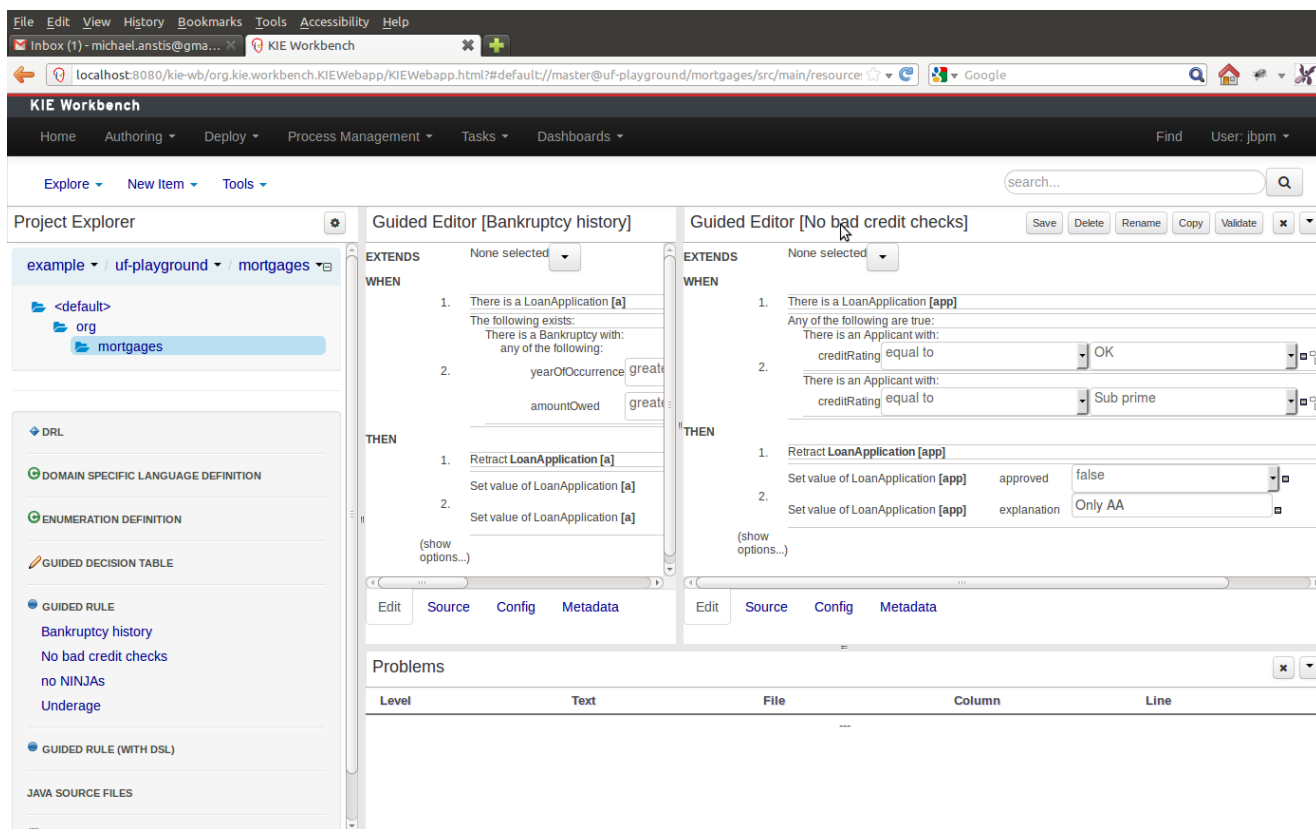 File Edit View History Bookmarks Tools Accessibility Help
Inbox (1) - michael.anstis@gma... KIE Workbench
localhost:8080/kie-wb/org.kie.workbench.KIEWebapp/KIEWebapp.html?#default://master@uf-playground/mortgages/src/main/resource: Google
KIE Workbench
Home Authoring Deploy Process Management Tasks Dashboards Find User: jbpm
Explore New Item Tools search...
Project Explorer
example / uf-playground / mortgages
<default>
org
mortgages
DRL
DOMAIN SPECIFIC LANGUAGE DEFINITION
ENUMERATION DEFINITION
GUIDED DECISION TABLE
GUIDED RULE
Bankruptcy history
No bad credit checks
no NINJAs
Underage
GUIDED RULE (WITH DSL)
JAVA SOURCE FILES
Guided Editor [Bankruptcy history]
EXTENDS None selected
WHEN
1. There is a LoanApplication [a]
The following exists:
There is a Bankruptcy with:
any of the following:
2. yearOfOccurrence greate
amountOwed greate
THEN
1. Retract LoanApplication [a]
Set value of LoanApplication [a]
2.
Set value of LoanApplication [a]
(show
options...)
Edit Source Config Metadata
Guided Editor [No bad credit checks] Save Delete Rename Copy Validate
EXTENDS None selected
WHEN
1. There is a LoanApplication [app]
Any of the following are true:
There is an Applicant with:
creditRating equal to OK
2.
There is an Applicant with:
creditRating equal to Sub prime
THEN
1. Retract LoanApplication [app]
Set value of LoanApplication [app] approved false
2.
Set value of LoanApplication [app] explanation Only AA
(show
options...)
Edit Source Config Metadata
Problems
Level Text File Column Line
---